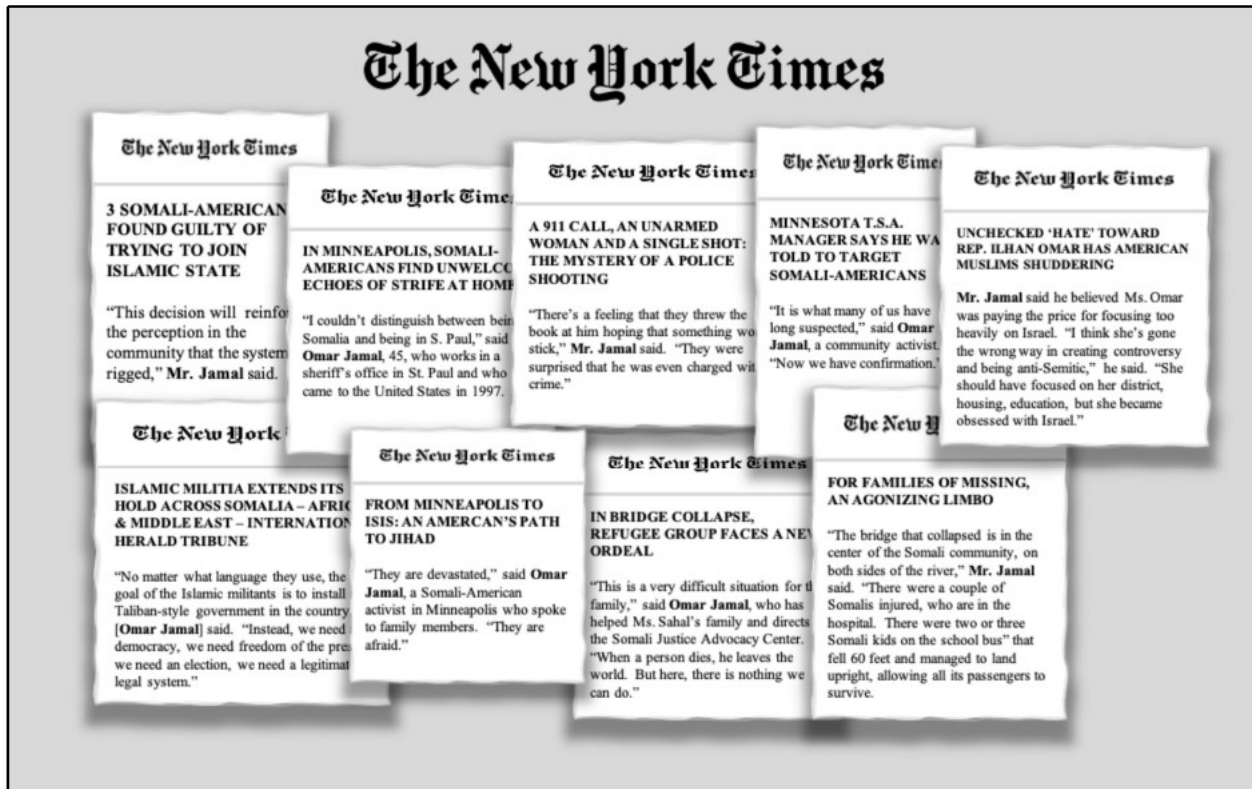 The New York Times
The New York Times
3 SOMALI-AMERICAN
FOUND GUILTY OF
TRYING TO JOIN
ISLAMIC STATE
“This decision will reinfo
the perception in the
community that the system
rigged,” Mr. Jamal said.
The New York Time
IN MINNEAPOLIS, SOMALI-
AMERICANS FIND UNWELCO
ECHOES OF STRIFE AT HOME
“I couldn’t distinguish between bein
Somalia and being in S. Paul,” said
Omar Jamal, 45, who works in a
sheriff’s office in St. Paul and who
came to the United States in 1997.
The New York Times
A 911 CALL, AN UNARMED
WOMAN AND A SINGLE SHOT:
THE MYSTERY OF A POLICE
SHOOTING
“There’s a feeling that they threw the
book at him hoping that something wo
stick,” Mr. Jamal said. “They were
surprised that he was even charged wit
crime.”
The New York Times
MINNESOTA T.S.A.
MANAGER SAYS HE WA
TOLD TO TARGET
SOMALI-AMERICANS
“It is what many of us have
long suspected,” said Omar
Jamal, a community activist.
“Now we have confirmation.”
The New York Times
UNCHECKED ‘HATE’ TOWARD
REP. ILHAN OMAR HAS AMERICAN
MUSLIMS SHUDDERING
Mr. Jamal said he believed Ms. Omar
was paying the price for focusing too
heavily on Israel. “I think she’s gone
the wrong way in creating controversy
and being anti-Semitic,” he said. “She
should have focused on her district,
housing, education, but she became
obsessed with Israel.”
The New York
ISLAMIC MILITIA EXTENDS ITS
HOLD ACROSS SOMALIA – AFRIC
& MIDDLE EAST – INTERNATION
HERALD TRIBUNE
“No matter what language they use, the
goal of the Islamic militants is to install
Taliban-style government in the country
[Omar Jamal] said. “Instead, we need
democracy, we need freedom of the pre
we need an election, we need a legitimat
legal system.”
The New York Times
FROM MINNEAPOLIS TO
ISIS: AN AMERCAN’S PATH
TO JIHAD
“They are devastated,” said Omar
Jamal, a Somali-American
activist in Minneapolis who spoke
to family members. “They are
afraid.”
The New York Times
IN BRIDGE COLLAPSE,
REFUGEE GROUP FACES A NEW
ORDEAL
“This is a very difficult situation for th
family,” said Omar Jamal, who has
helped Ms. Sahal’s family and directs
the Somali Justice Advocacy Center.
“When a person dies, he leaves the
world. But here, there is nothing we
can do.”
The New Y
FOR FAMILIES OF MISSING,
AN AGONIZING LIMBO
“The bridge that collapsed is in the
center of the Somali community, on
both sides of the river,” Mr. Jamal
said. “There were a couple of
Somalis injured, who are in the
hospital. There were two or three
Somali kids on the school bus” that
fell 60 feet and managed to land
upright, allowing all its passengers to
survive.